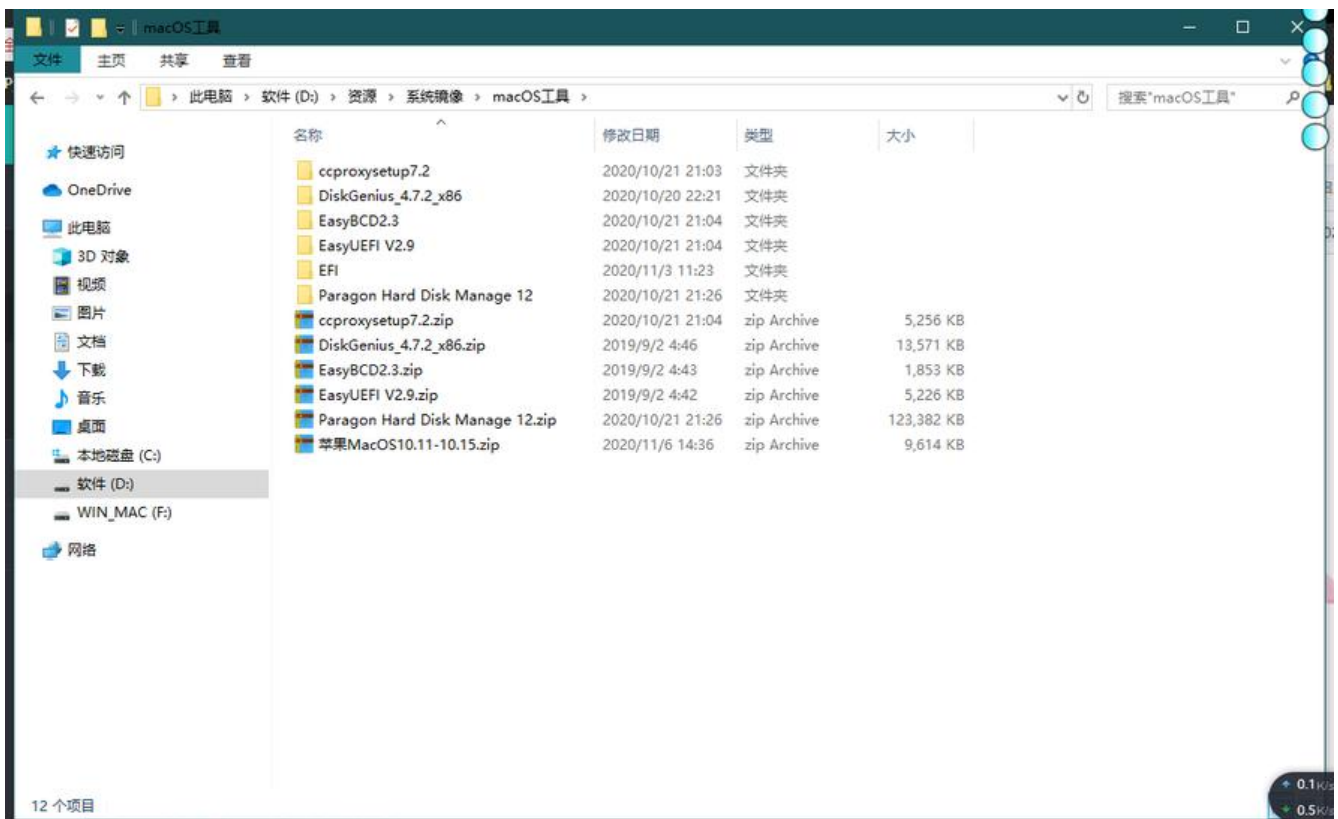 macOS工具
文件 主页 共享 查看
此电脑 › 软件 (D:) › 资源 › 系统镜像 › macOS工具 › 搜索"macOS工具"
名称 修改日期 类型 大小
快速访问
OneDrive
此电脑
3D 对象
视频
图片
文档
下载
音乐
桌面
本地磁盘 (C:)
软件 (D:)
WIN_MAC (F:)
网络
ccproxysetup7.2 2020/10/21 21:03 文件夹
DiskGenius_4.7.2_x86 2020/10/20 22:21 文件夹
EasyBCD2.3 2020/10/21 21:04 文件夹
EasyUEFI V2.9 2020/10/21 21:04 文件夹
EFI 2020/11/3 11:23 文件夹
Paragon Hard Disk Manage 12 2020/10/21 21:26 文件夹
ccproxysetup7.2.zip 2020/10/21 21:04 zip Archive 5,256 KB
DiskGenius_4.7.2_x86.zip 2019/9/2 4:46 zip Archive 13,571 KB
EasyBCD2.3.zip 2019/9/2 4:43 zip Archive 1,853 KB
EasyUEFI V2.9.zip 2019/9/2 4:42 zip Archive 5,226 KB
Paragon Hard Disk Manage 12.zip 2020/10/21 21:26 zip Archive 123,382 KB
苹果MacOS10.11-10.15.zip 2020/11/6 14:36 zip Archive 9,614 KB
12 个项目
0.1K/s
0.5K/s